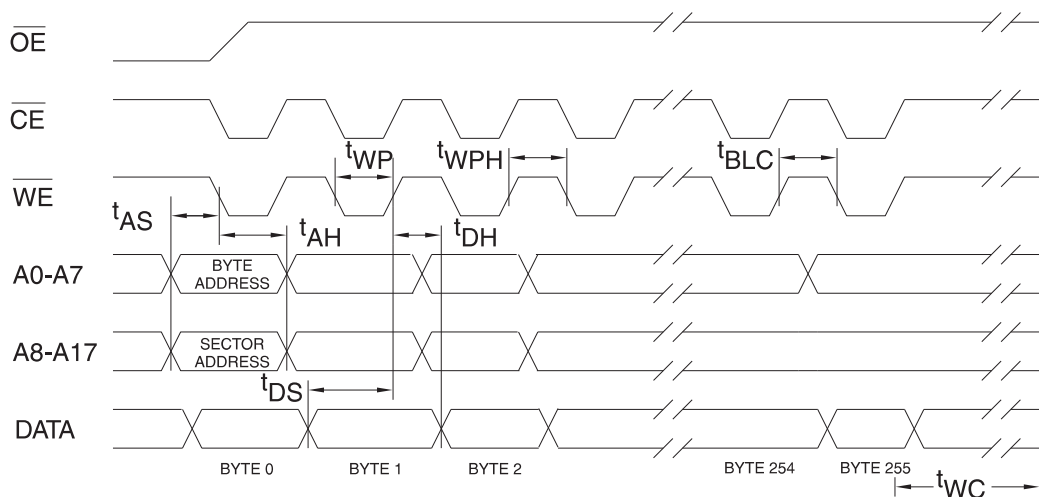 OE
CE
tWP
tWPH
tBLC
WE
tAS
tAH
tDH
A0-A7
BYTE
ADDRESS
A8-A17
SECTOR
ADDRESS
tDS
DATA
BYTE 0
BYTE 1
BYTE 2
BYTE 254
BYTE 255
tWC